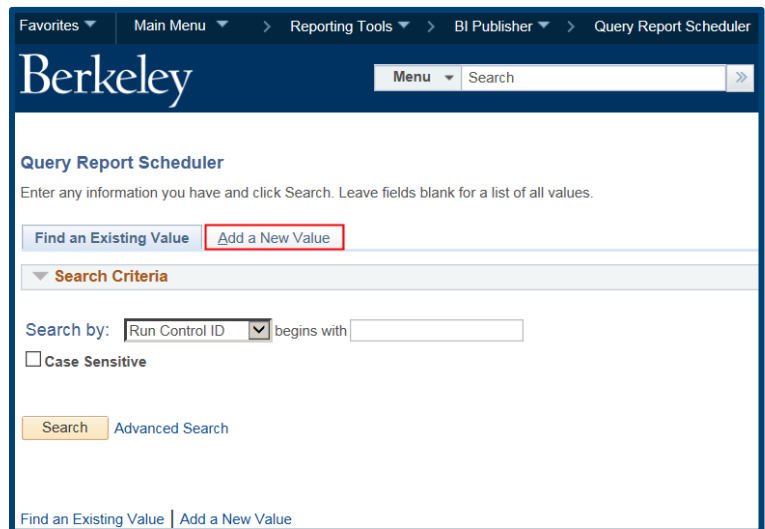 Favorites Main Menu > Reporting Tools > BI Publisher > Query Report Scheduler
Berkeley Menu Search »
Query Report Scheduler
Enter any information you have and click Search. Leave fields blank for a list of all values.
Find an Existing Value Add a New Value
Search Criteria
Search by: Run Control ID begins with
Case Sensitive
Search Advanced Search
Find an Existing Value | Add a New Value